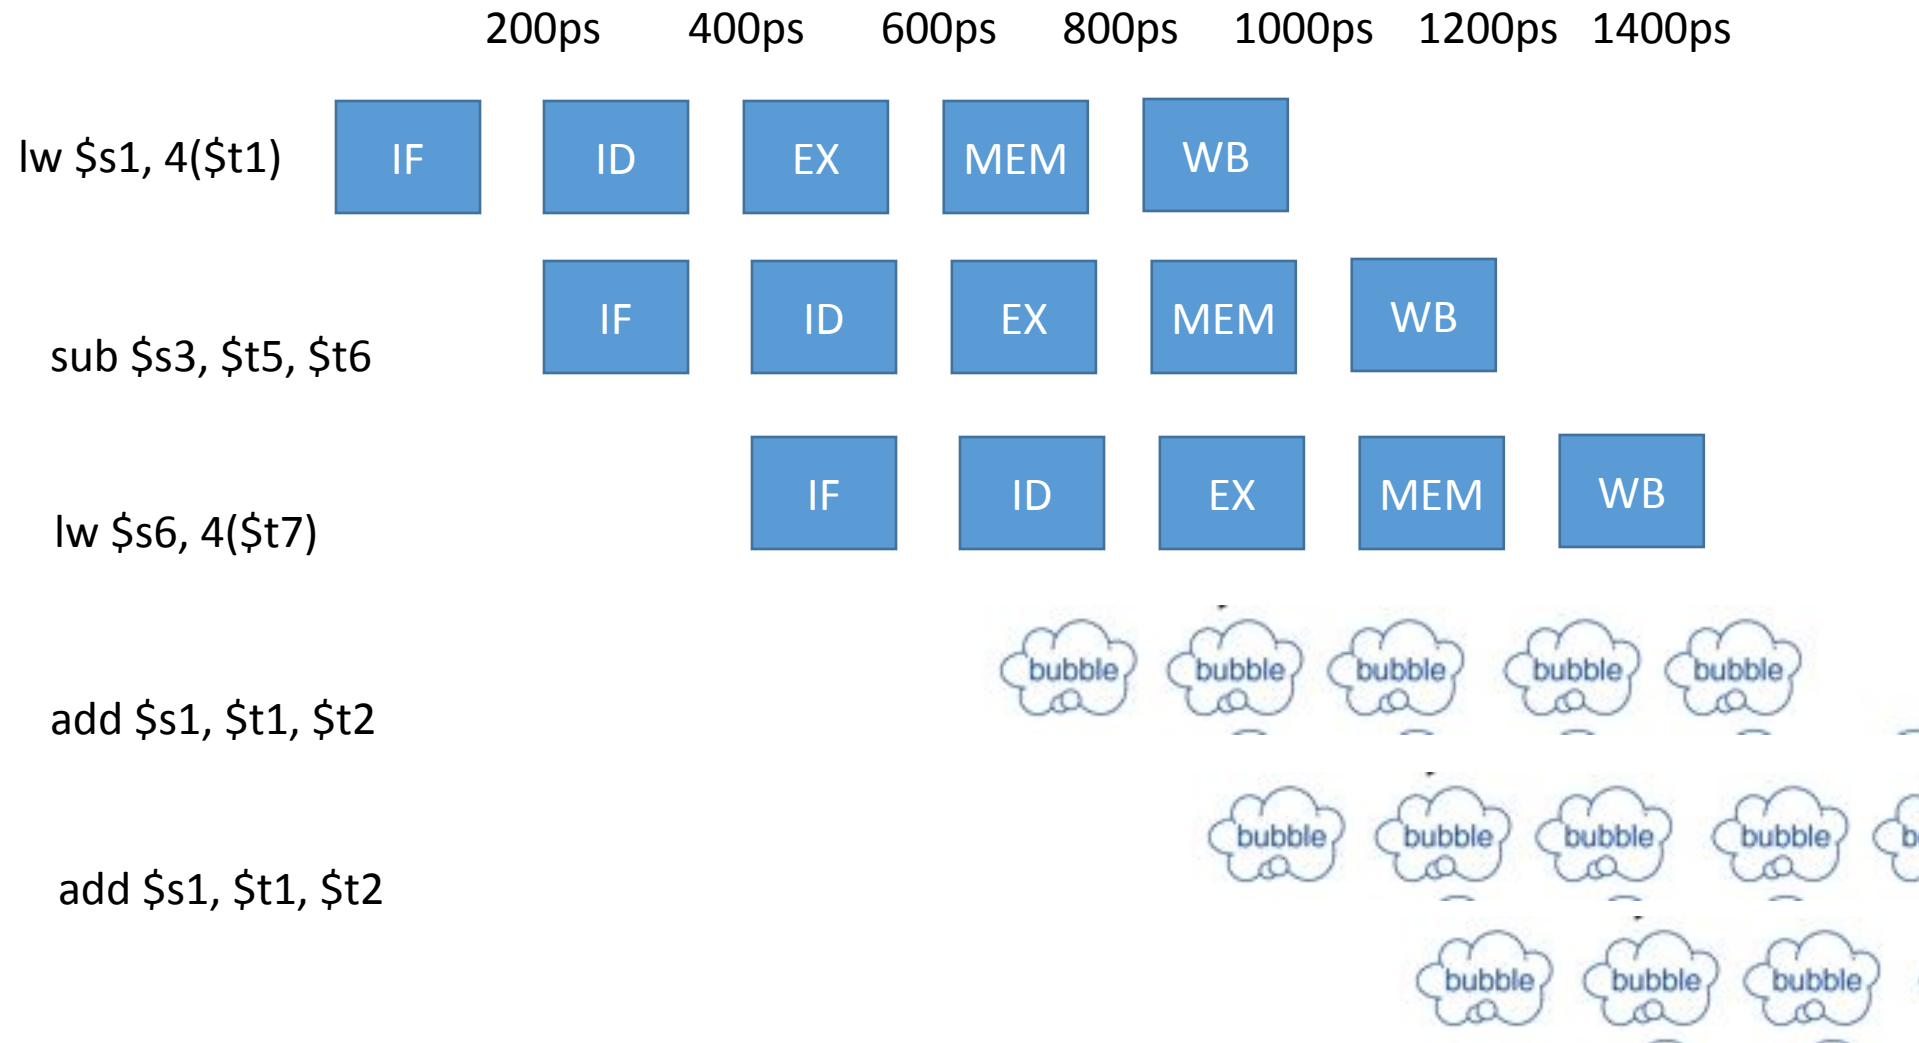 200ps 400ps 600ps 800ps 1000ps 1200ps 1400ps
lw $s1, 4($t1) IF ID EX MEM WB
sub $s3, $t5, $t6 IF ID EX MEM WB
lw $s6, 4($t7) IF ID EX MEM WB
bubble bubble bubble bubble bubble
add $s1, $t1, $t2
bubble bubble bubble bubble
add $s1, $t1, $t2
bubble bubble bubble